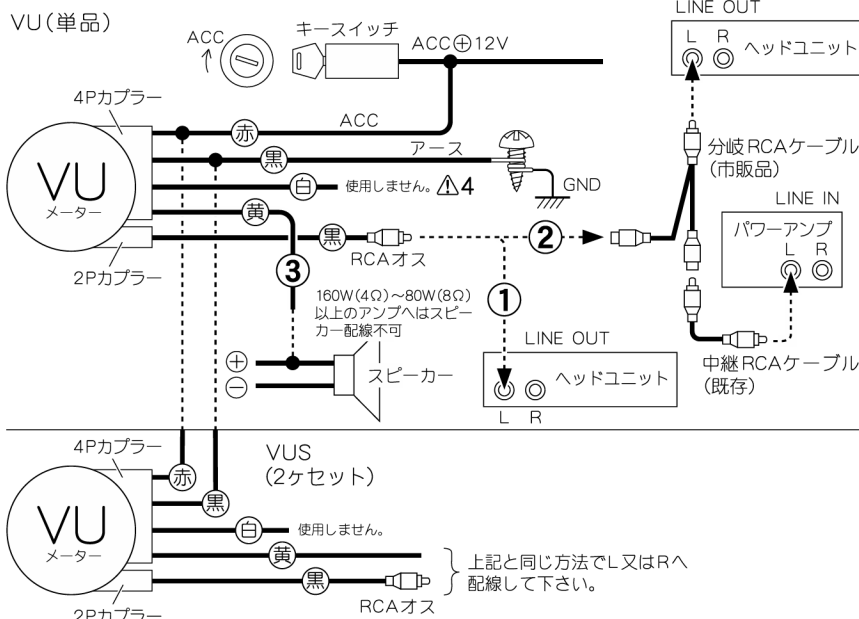 VU(単品)
ACC
キースイッチ
ACC⊕12V
LINE OUT
L R
ヘッドユニット
4Pカプラー
VU
メーター
2Pカプラー
赤
ACC
黒
アース
GND
白
使用しません。⚠4
黄
黒
RCAオス
②
③
①
分岐RCAケーブル
(市販品)
LINE IN
パワーアンプ
L R
中継RCAケーブル
(既存)
160W(4Ω)~80W(8Ω)
以上のアンプへはスピー
カー配線不可
⊕
⊖
スピーカー
LINE OUT
ヘッドユニット
L R
4Pカプラー
VU
メーター
2Pカプラー
VUS
(2ヶセット)
赤
黒
白
使用しません。
黄
黒
RCAオス
上記と同じ方法でL又はRへ
配線して下さい。